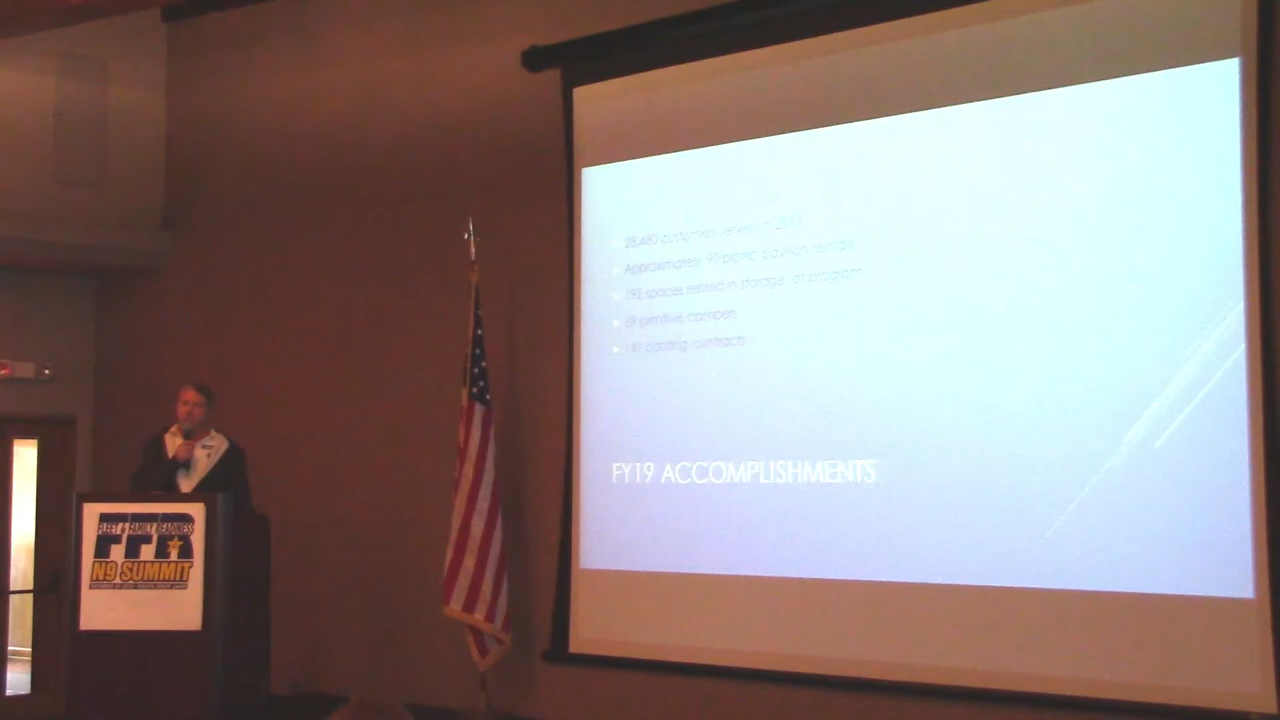 28,480 customers served in 2019
Approximately 90 picnic pavilion rentals
192 spaces rented in storage lot program
89 primitive campers
141 boating contracts
FY19 ACCOMPLISHMENTS
FLEET & FAMILY READINESS
FFR
N9 SUMMIT